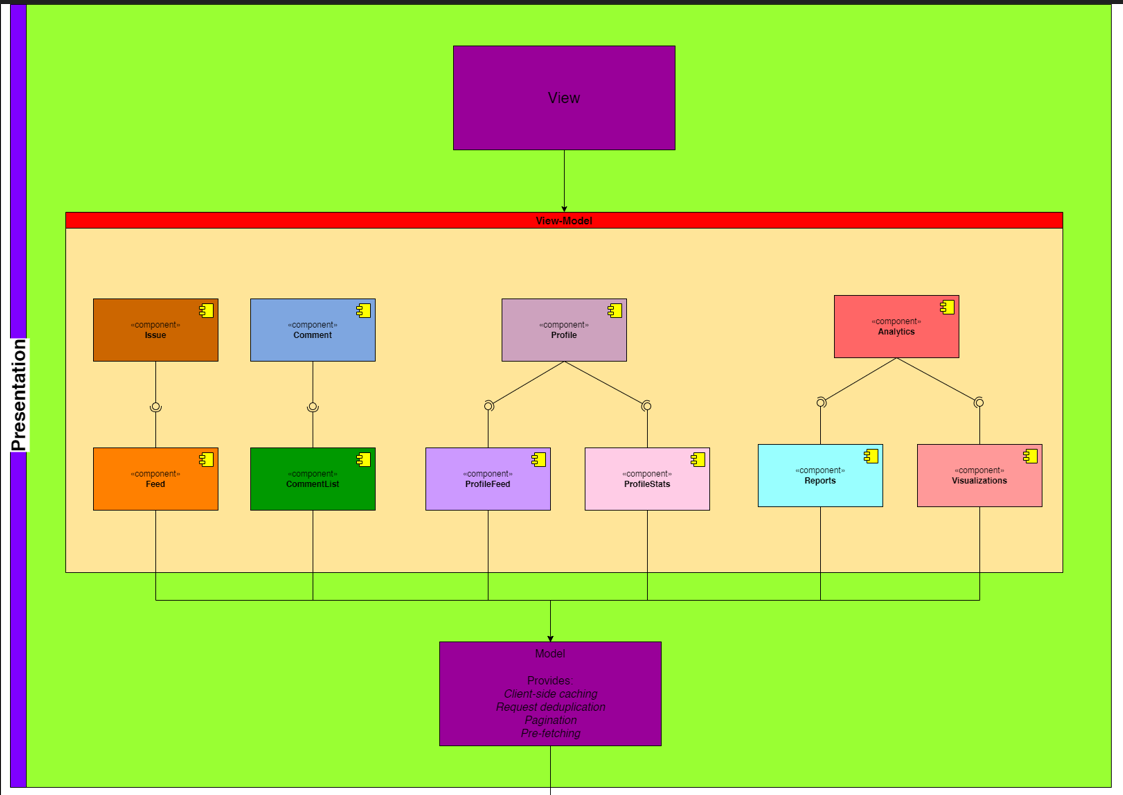 Presentation
View
View-Model
«component»
Issue
«component»
Comment
«component»
Profile
«component»
Analytics
«component»
Feed
«component»
CommentList
«component»
ProfileFeed
«component»
ProfileStats
«component»
Reports
«component»
Visualizations
Model
Provides:
Client-side caching
Request deduplication
Pagination
Pre-fetching